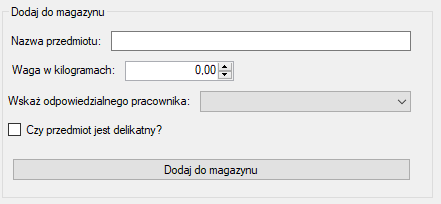 Dodaj do magazynu
Nazwa przedmiotu:
Waga w kilogramach: 0,00
Wskaż odpowiedzialnego pracownika:
Czy przedmiot jest delikatny?
Dodaj do magazynu